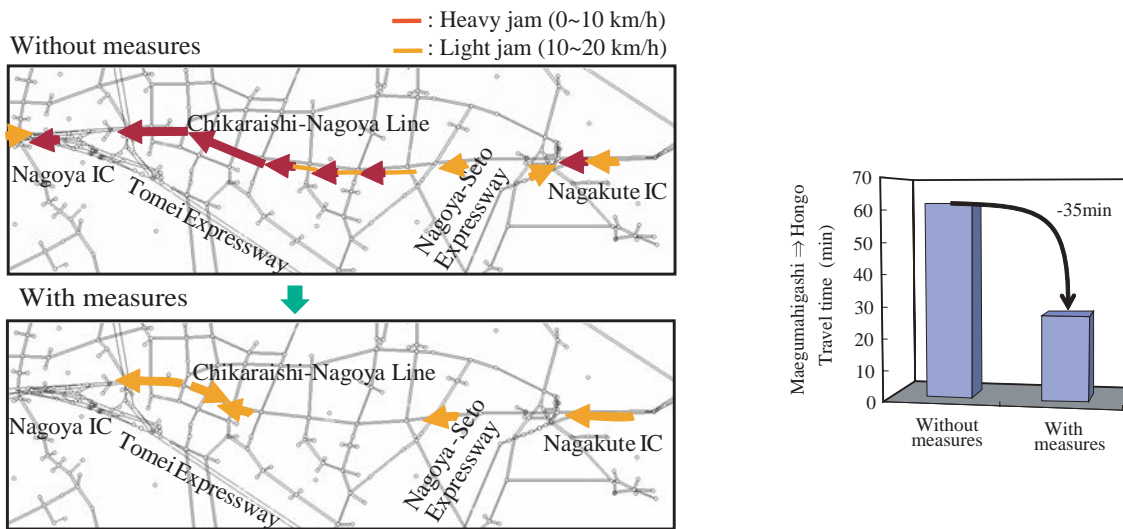 : Heavy jam (0~10 km/h)
Without measures
: Light jam (10~20 km/h)
Chikaraishi-Nagoya Line
Nagoya IC
Tomei Expressway
Nagoya-Seto
Expressway
Nagakute IC
With measures
Chikaraishi-Nagoya Line
Nagoya IC
Tomei Expressway
Nagoya-Seto
Expressway
Nagakute IC
Maegumahigashi ⇒ Hongo
Travel time (min)
70
60
50
40
30
20
10
0
-35min
Without
measures
With
measures